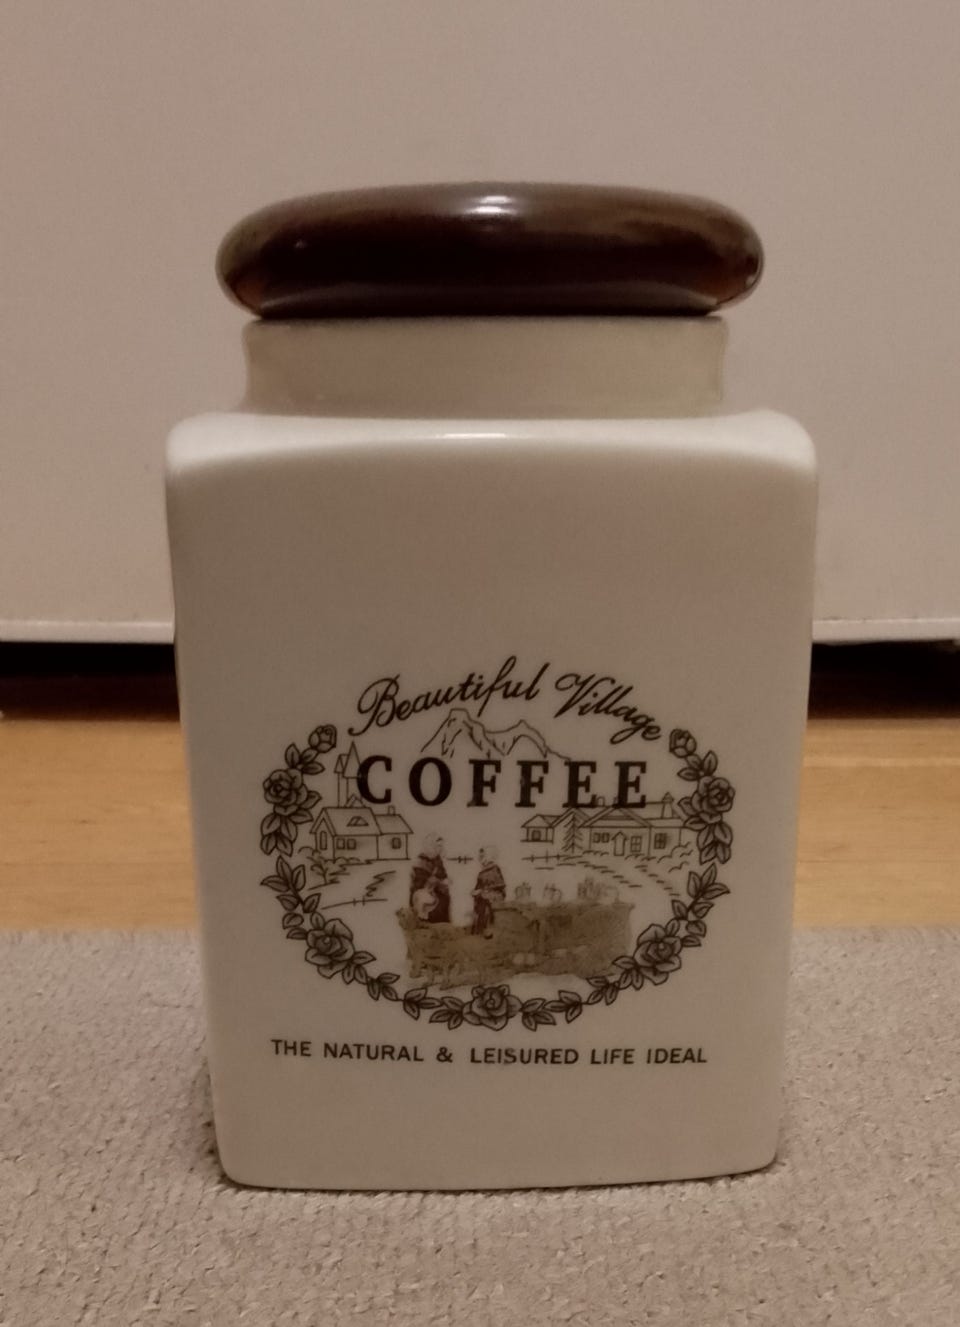 Beautiful Village
COFFEE
THE NATURAL & LEISURED LIFE IDEAL